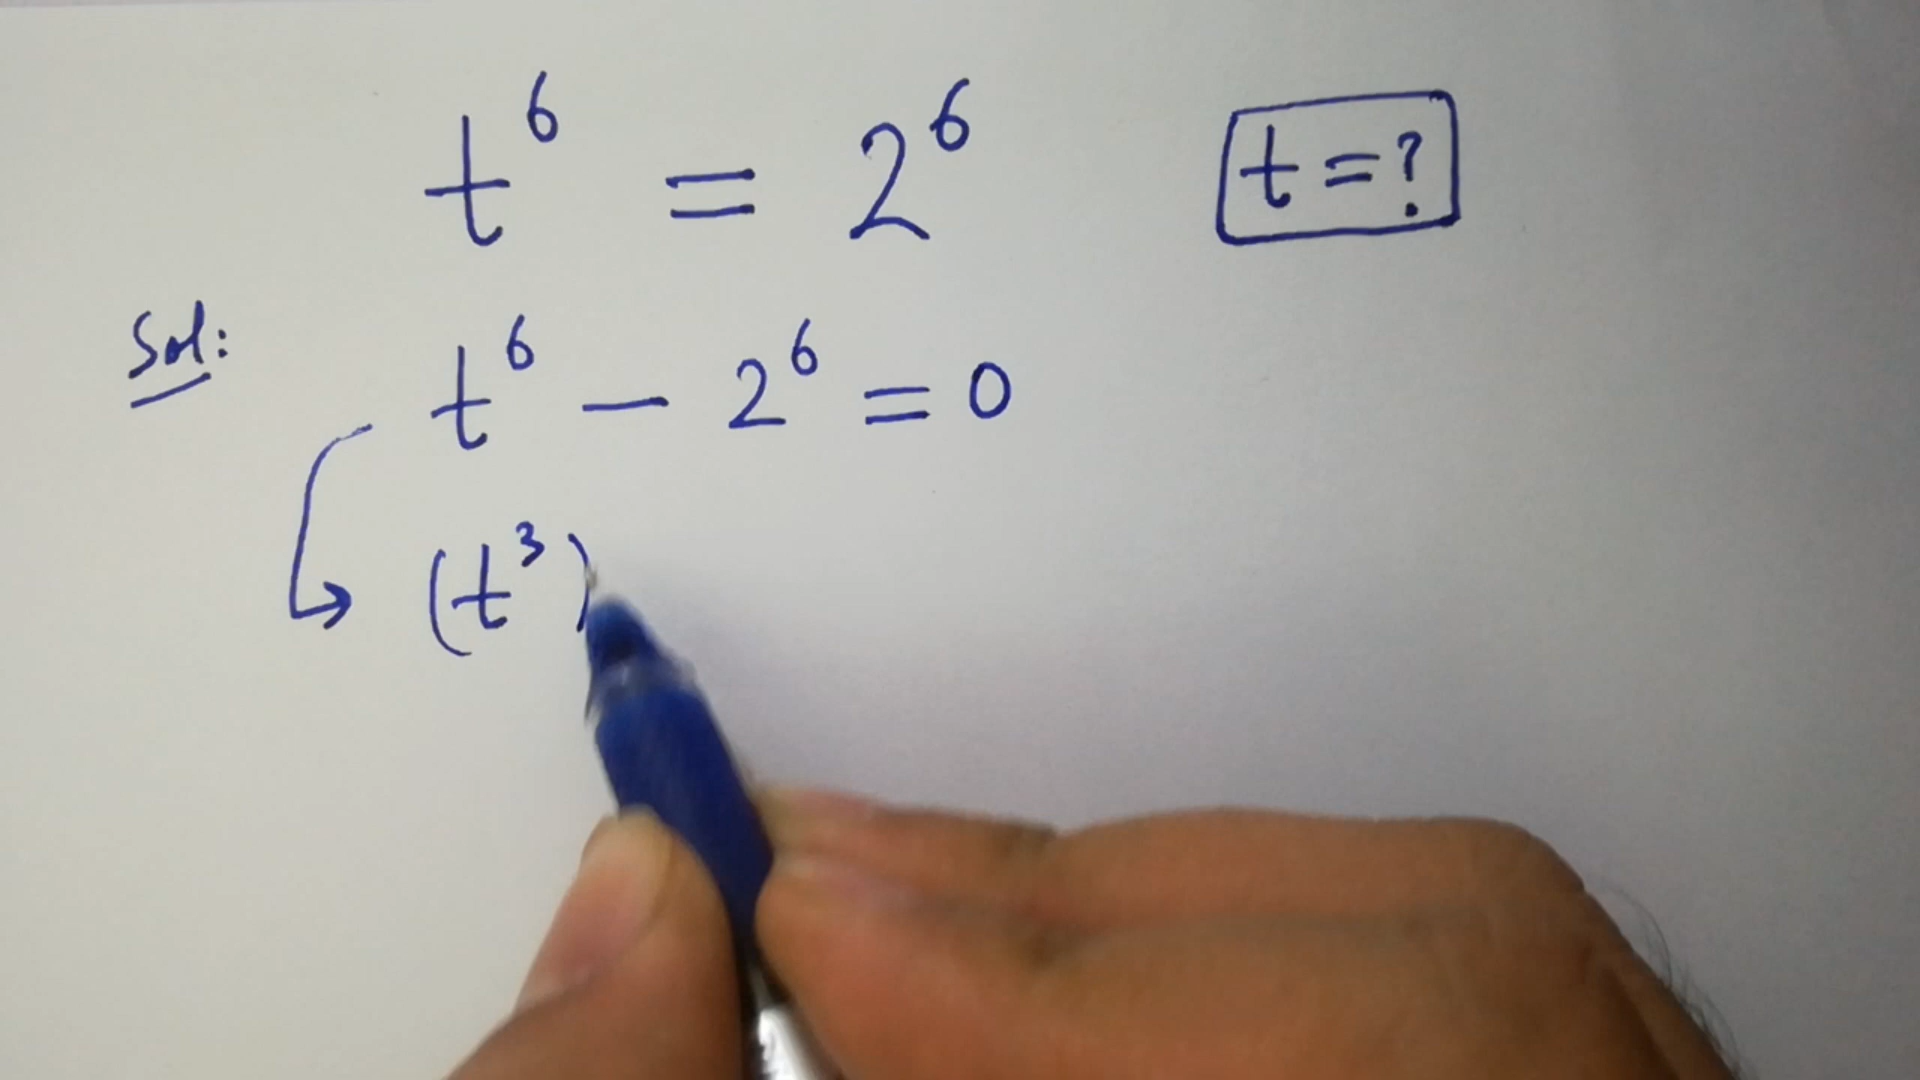 t⁶ = 2⁶ t = ?
Sol: t⁶ − 2⁶ = 0
(t³)